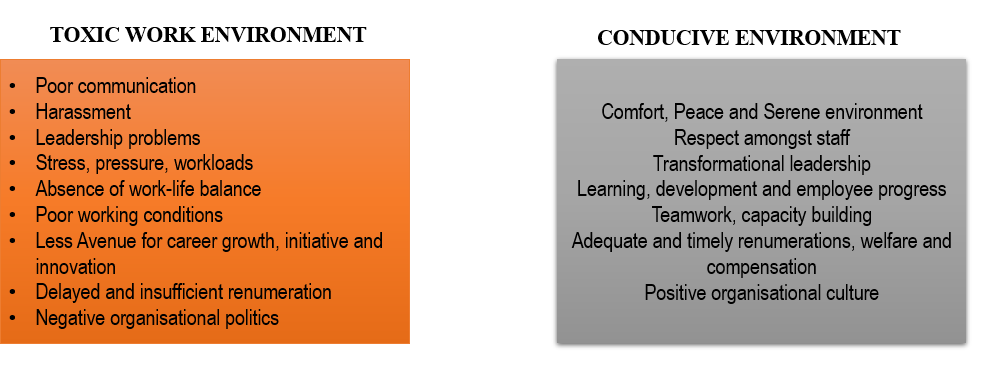 TOXIC WORK ENVIRONMENT
• Poor communication
• Harassment
• Leadership problems
• Stress, pressure, workloads
• Absence of work-life balance
• Poor working conditions
• Less Avenue for career growth, initiative and
innovation
• Delayed and insufficient renumeration
• Negative organisational politics
CONDUCIVE ENVIRONMENT
Comfort, Peace and Serene environment
Respect amongst staff
Transformational leadership
Learning, development and employee progress
Teamwork, capacity building
Adequate and timely renumerations, welfare and
compensation
Positive organisational culture